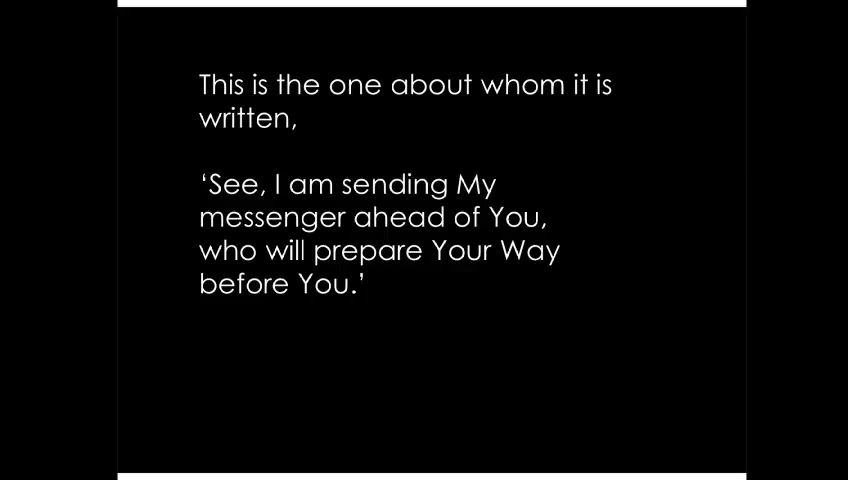 This is the one about whom it is
written,
‘See, I am sending My
messenger ahead of You,
who will prepare Your Way
before You.’